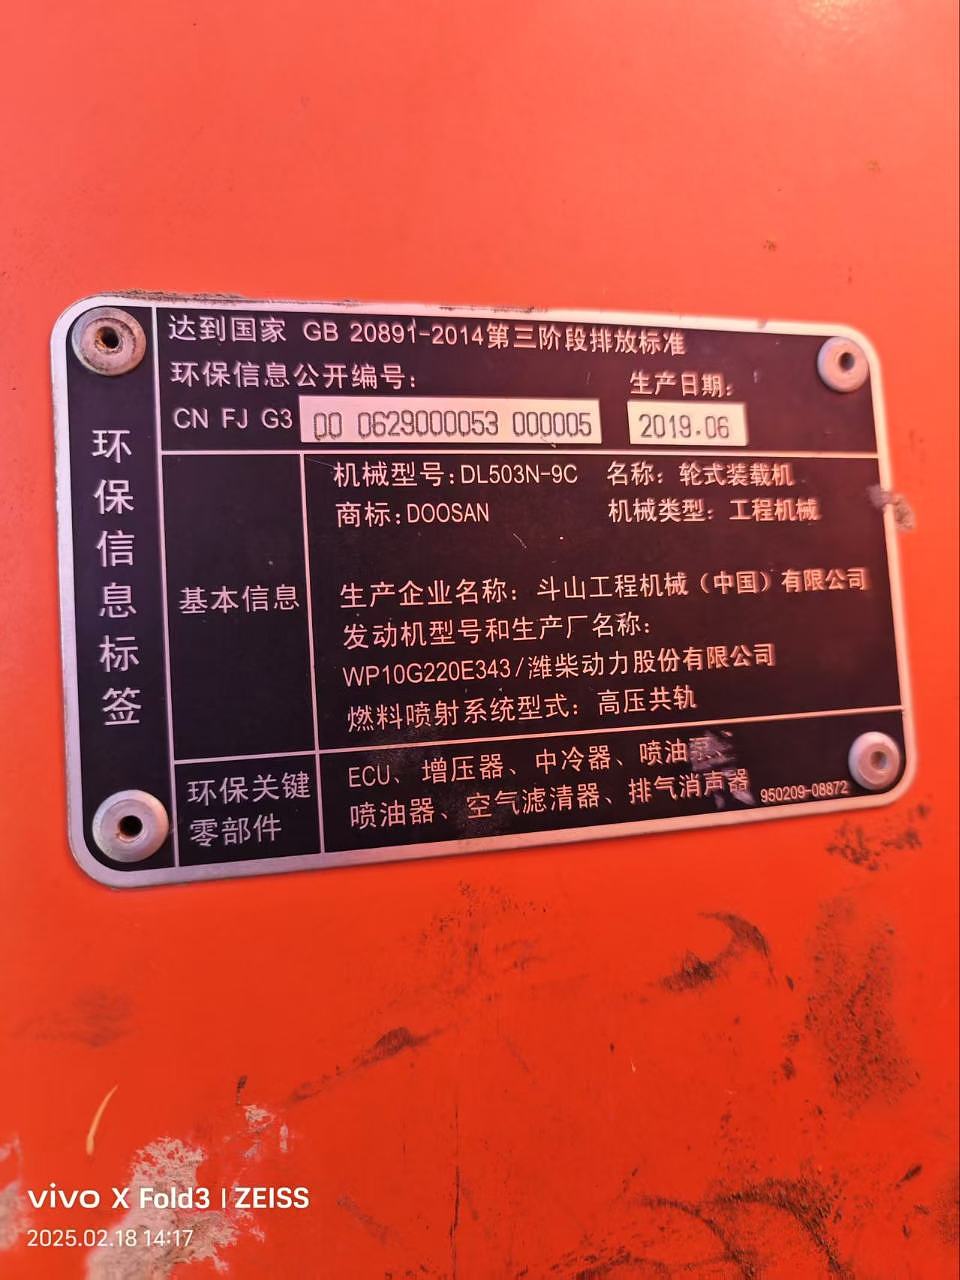 达到国家 GB 20891-2014第三阶段排放标准
环保信息公开编号:
生产日期:
CN FJ G3 00 0629000053 000005
2019.06
环保信息标签
基本信息
机械型号:DL503N-9C 名称:轮式装载机
商标:DOOSAN 机械类型:工程机械
生产企业名称:斗山工程机械(中国)有限公司
发动机型号和生产厂名称:
WP10G220E343/潍柴动力股份有限公司
燃料喷射系统型式:高压共轨
环保关键
零部件
ECU、增压器、中冷器、喷油泵、
喷油器、空气滤清器、排气消声器
950209-08872
vivo X Fold3 | ZEISS
2025.02.18 14:17